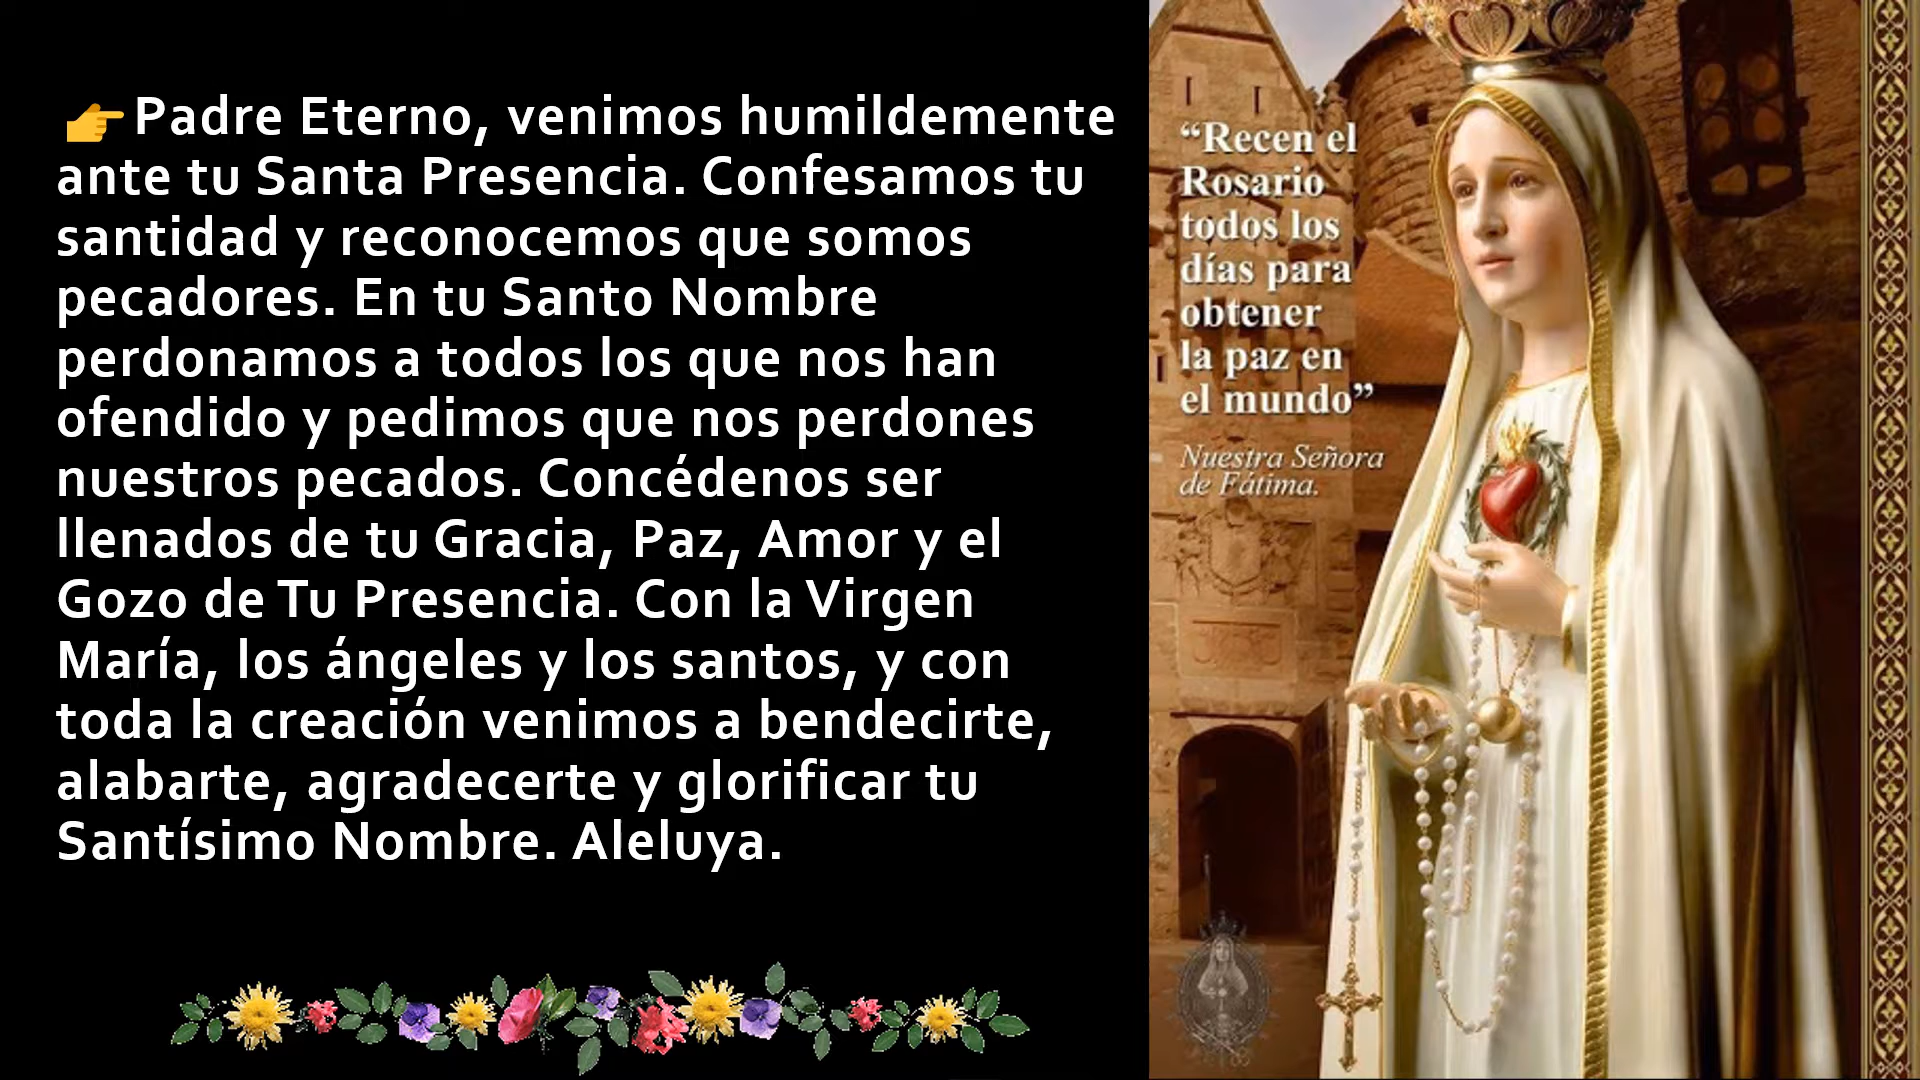 👉Padre Eterno, venimos humildemente
ante tu Santa Presencia. Confesamos tu
santidad y reconocemos que somos
pecadores. En tu Santo Nombre
perdonamos a todos los que nos han
ofendido y pedimos que nos perdones
nuestros pecados. Concédenos ser
llenados de tu Gracia, Paz, Amor y el
Gozo de Tu Presencia. Con la Virgen
María, los ángeles y los santos, y con
toda la creación venimos a bendecirte,
alabarte, agradecerte y glorificar tu
Santísimo Nombre. Aleluya.
“Recen el
Rosario
todos los
días para
obtener
la paz en
el mundo”
Nuestra Señora
de Fátima.